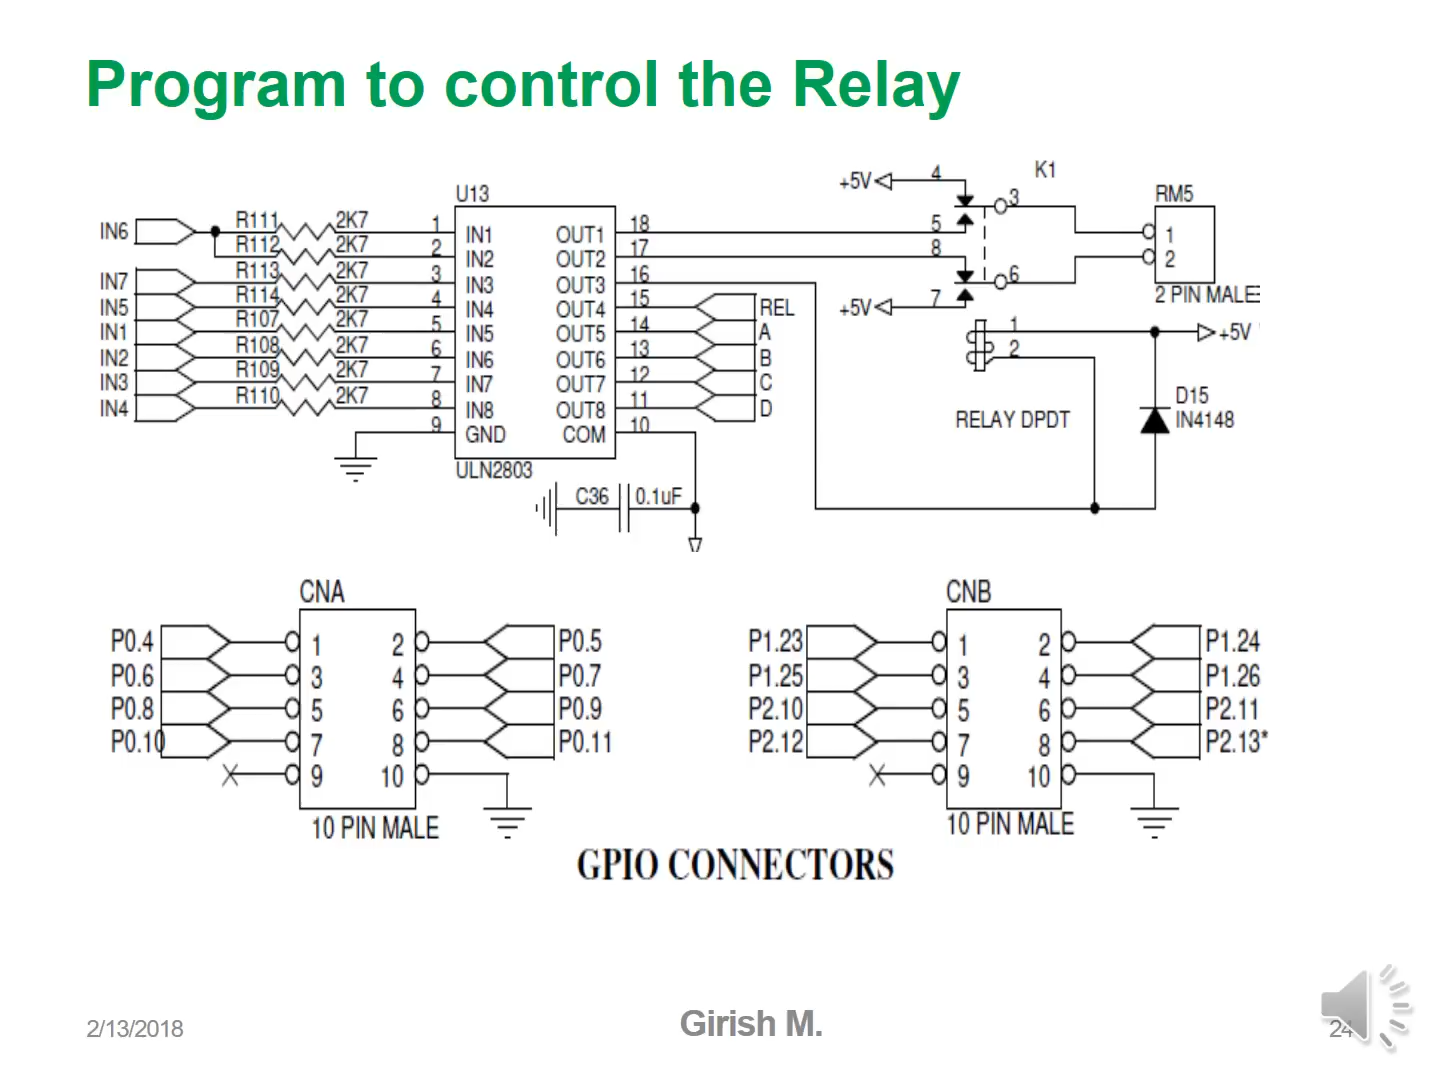 Program to control the Relay
K1
+5V 4
3
U13
RM5
IN6 R111 2K7 1 IN1 OUT1 18 5 1
R112 2K7 2 IN2 OUT2 17 8 2
IN7 R113 2K7 3 IN3 OUT3 16 6
2 PIN MALE
IN5 R114 2K7 4 IN4 OUT4 15 REL +5V 7
IN1 R107 2K7 5 IN5 OUT5 14 A 1 +5V
IN2 R108 2K7 6 IN6 OUT6 13 B 2
IN3 R109 2K7 7 IN7 OUT7 12 C
IN4 R110 2K7 8 IN8 OUT8 11 D
D15
RELAY DPDT IN4148
9 GND COM 10
ULN2803
C36 0.1uF
CNA CNB
P0.4 1 2 P0.5 P1.23 1 2 P1.24
P0.6 3 4 P0.7 P1.25 3 4 P1.26
P0.8 5 6 P0.9 P2.10 5 6 P2.11
P0.10 7 8 P0.11 P2.12 7 8 P2.13*
9 10 9 10
10 PIN MALE 10 PIN MALE
GPIO CONNECTORS
2/13/2018 Girish M. 24